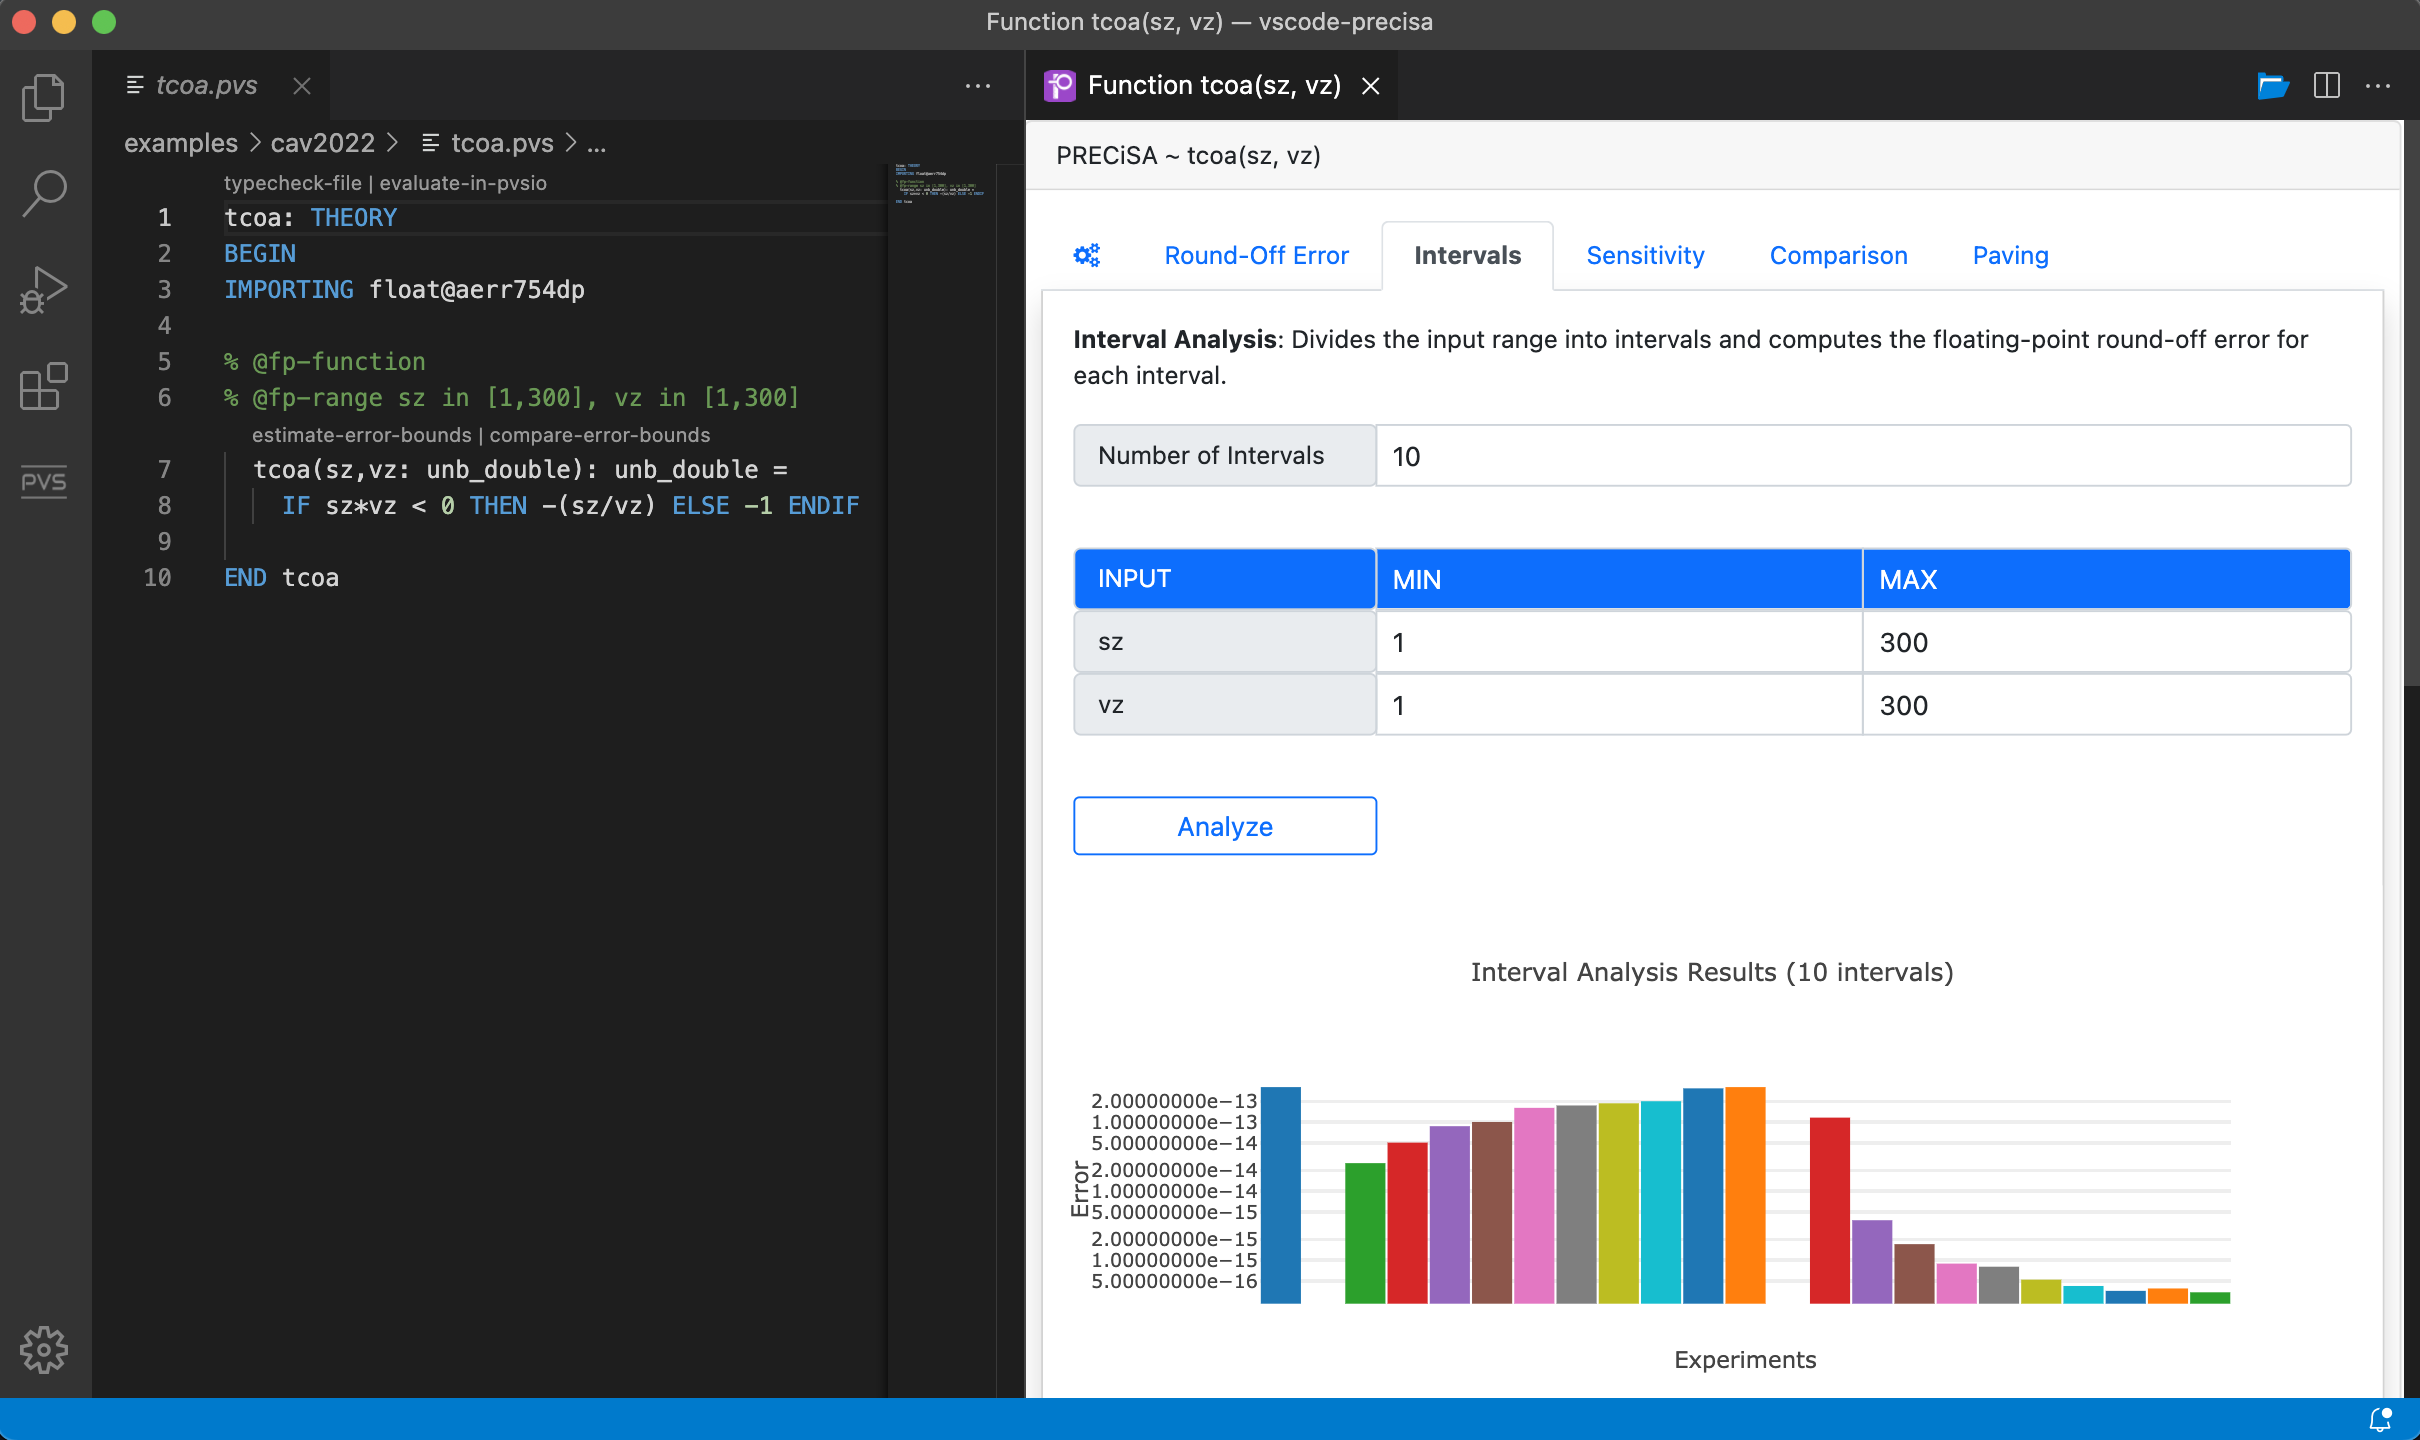 Function tcoa(sz, vz) — vscode-precisa
tcoa.pvs
examples > cav2022 > tcoa.pvs > ...
typecheck-file | evaluate-in-pvsio
1 tcoa: THEORY
2 BEGIN
3 IMPORTING float@aerr754dp
4
5 % @fp-function
6 % @fp-range sz in [1,300], vz in [1,300]
estimate-error-bounds | compare-error-bounds
7 tcoa(sz,vz: unb_double): unb_double =
8 IF sz*vz < 0 THEN -(sz/vz) ELSE -1 ENDIF
9
10 END tcoa
PVS
Function tcoa(sz, vz)
PRECiSA ~ tcoa(sz, vz)
Round-Off Error Intervals Sensitivity Comparison Paving
Interval Analysis: Divides the input range into intervals and computes the floating-point round-off error for
each interval.
Number of Intervals 10
INPUT MIN MAX
sz 1 300
vz 1 300
Analyze
Interval Analysis Results (10 intervals)
2.00000000e−13
1.00000000e−13
5.00000000e−14
2.00000000e−14
1.00000000e−14
5.00000000e−15
2.00000000e−15
1.00000000e−15
5.00000000e−16
Error
Experiments